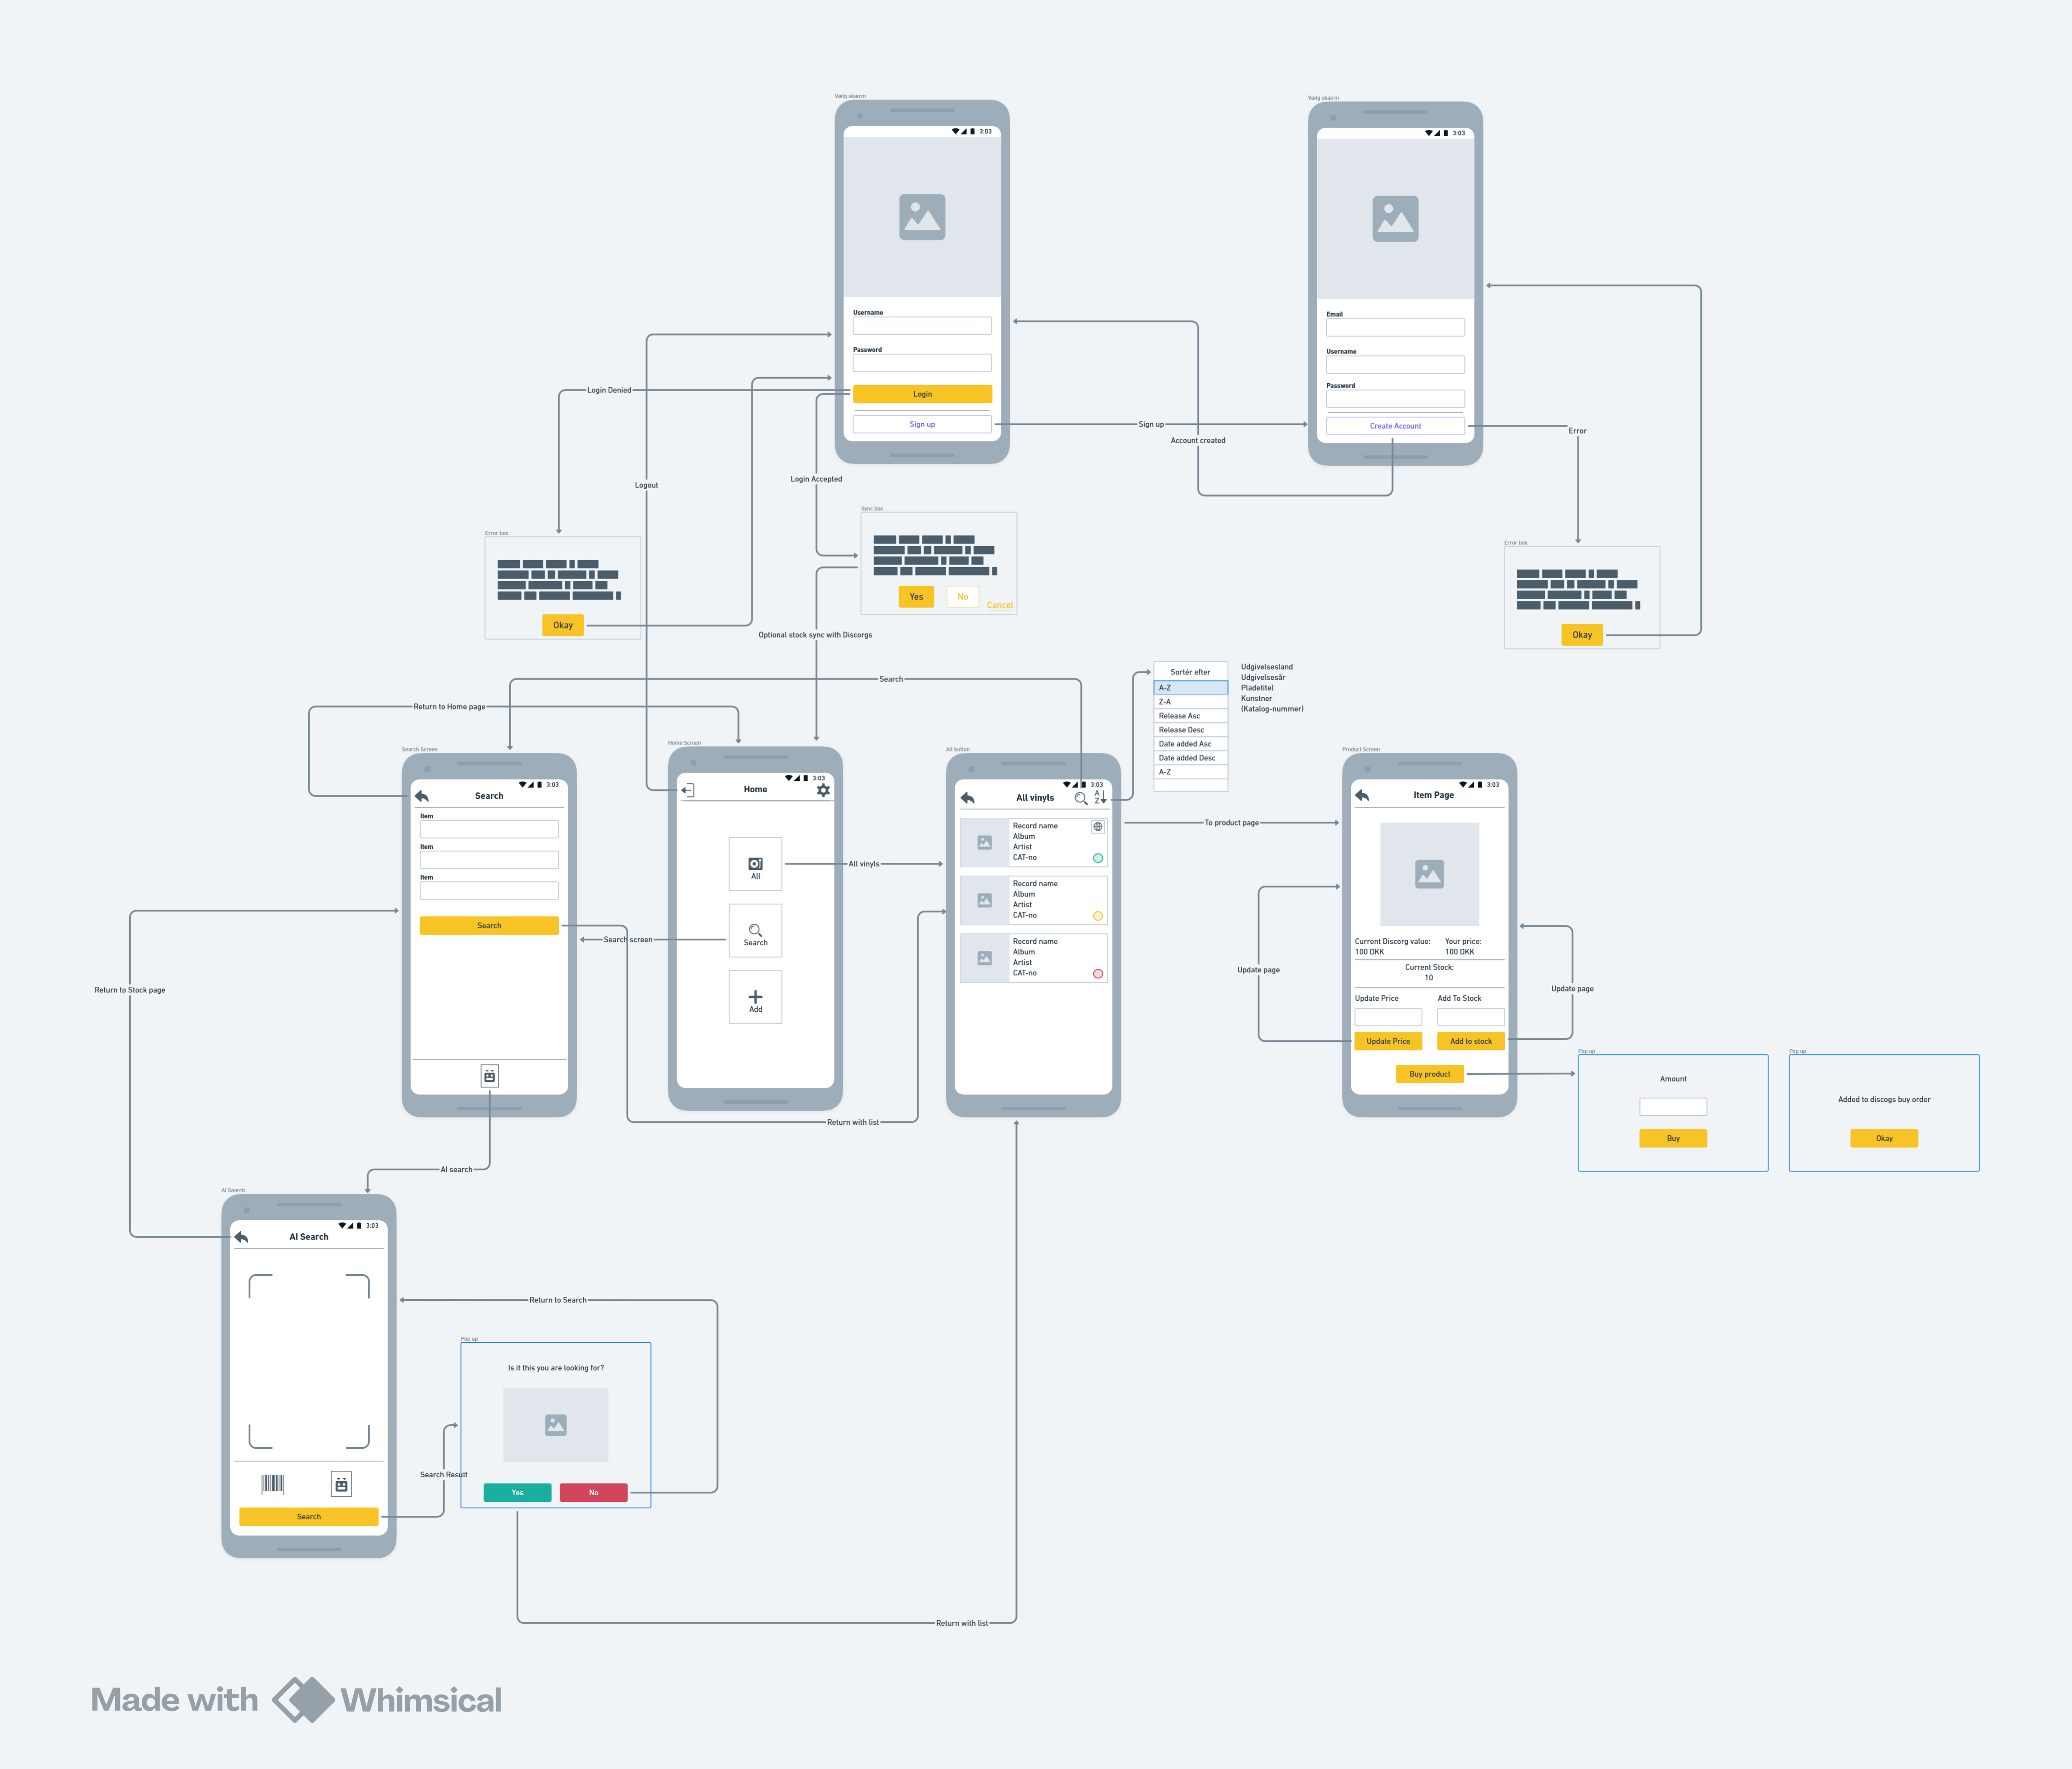 Vælg skærm
3:03
Username
Password
Login
Sign up
Vælg skærm
3:03
Email
Username
Password
Create Account
Login Denied
Sign up
Account created
Error
Logout
Login Accepted
Error box
Okay
Sync box
Yes
No
Cancel
Error box
Okay
Optional stock sync with Discorgs
Search
Return to Home page
Sortér efter
A-Z
Z-A
Release Asc
Release Desc
Date added Asc
Date added Desc
A-Z
Udgivelsesland
Udgivelsesår
Pladetitel
Kunstner
(Katalog-nummer)
Search Screen
3:03
Search
Item
Item
Item
Search
Home Screen
3:03
Home
All
Search
Add
All vinyls
Search screen
All button
3:03
All vinyls
A
Z
Record name
Album
Artist
CAT-no
Record name
Album
Artist
CAT-no
Record name
Album
Artist
CAT-no
To product page
Product Screen
3:03
Item Page
Current Discorg value:
100 DKK
Your price:
100 DKK
Current Stock:
10
Update Price
Add To Stock
Update Price
Add to stock
Buy product
Update page
Update page
Pop up
Amount
Buy
Pop up
Added to discogs buy order
Okay
Return to Stock page
Return with list
AI search
AI Search
3:03
AI Search
Search
Return to Search
Search Result
Pop up
Is it this you are looking for?
Yes
No
Return with list
Made with Whimsical